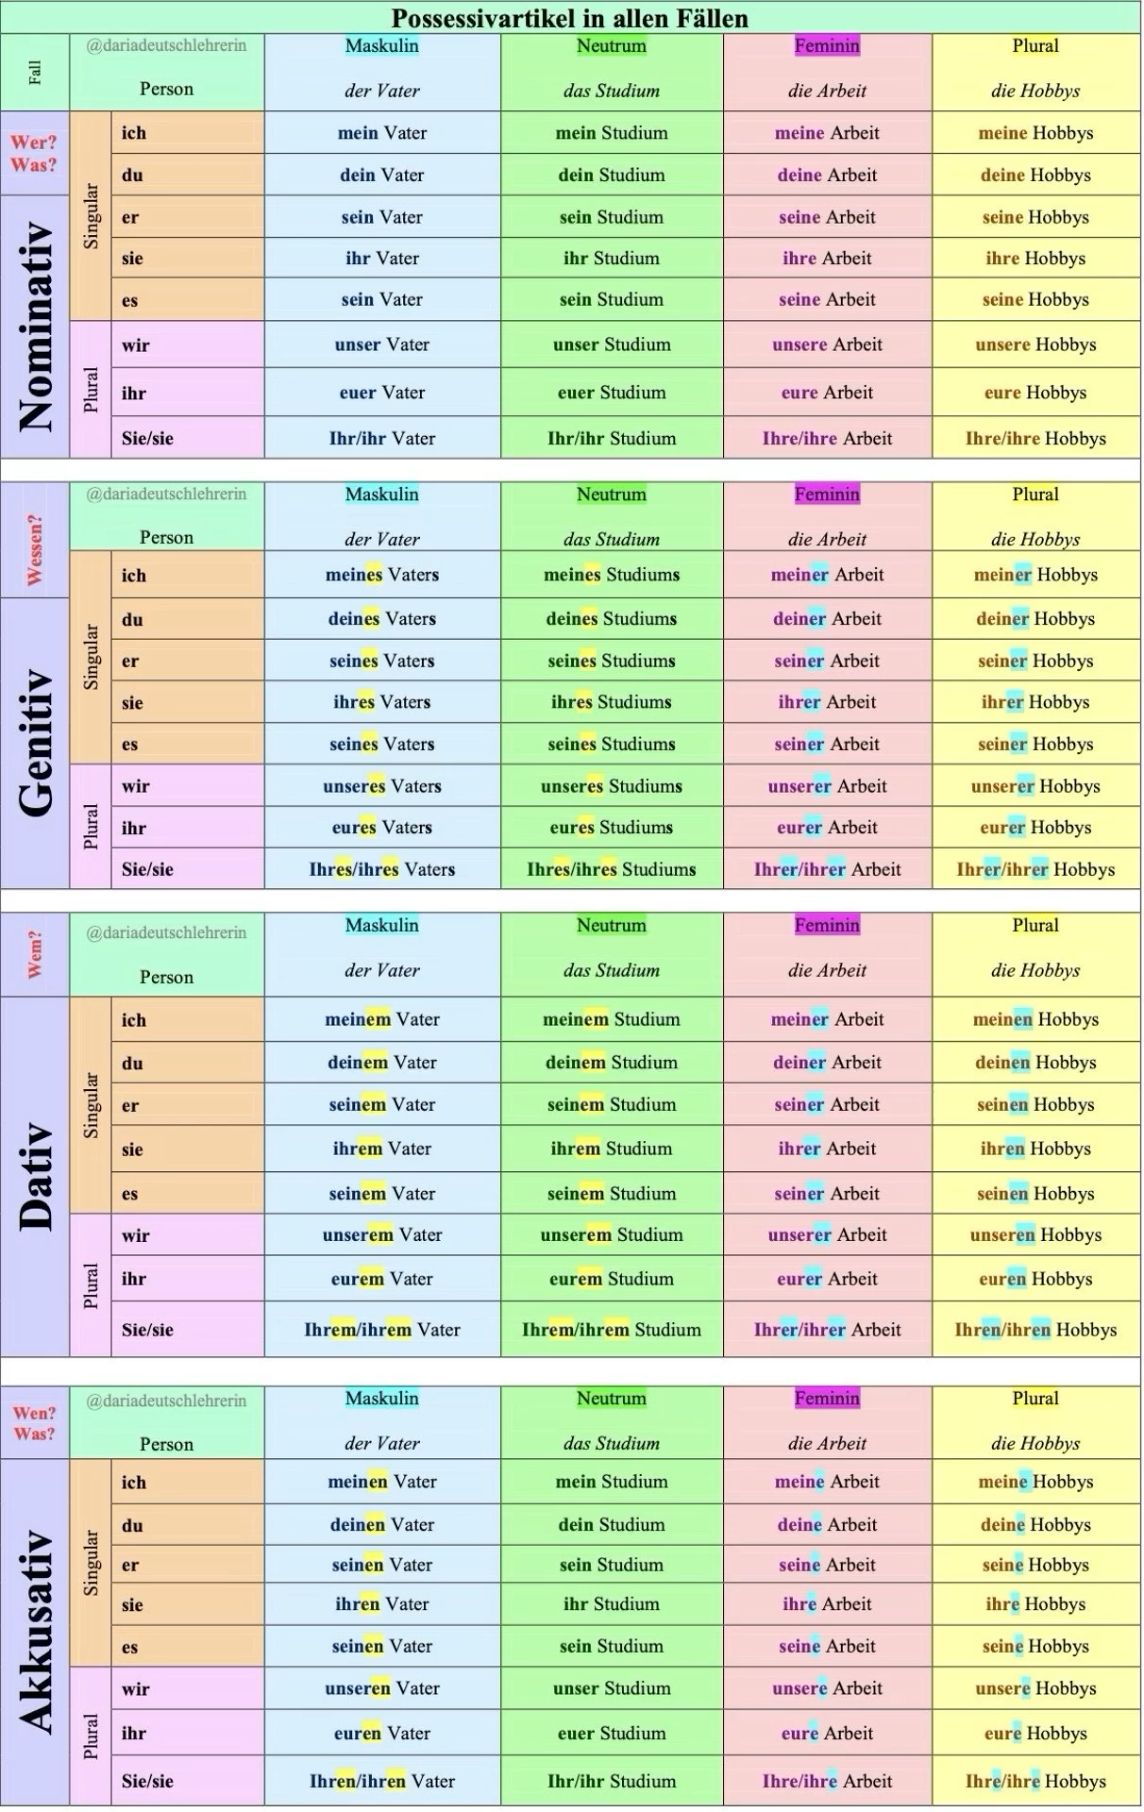 Possessivartikel in allen Fällen
Fall
@dariadeutschlehrerin
Person
Maskulin
der Vater
Neutrum
das Studium
Feminin
die Arbeit
Plural
die Hobbys
Wer?
Was?
Nominativ
Singular
ich mein Vater mein Studium meine Arbeit meine Hobbys
du dein Vater dein Studium deine Arbeit deine Hobbys
er sein Vater sein Studium seine Arbeit seine Hobbys
sie ihr Vater ihr Studium ihre Arbeit ihre Hobbys
es sein Vater sein Studium seine Arbeit seine Hobbys
Plural
wir unser Vater unser Studium unsere Arbeit unsere Hobbys
ihr euer Vater euer Studium eure Arbeit eure Hobbys
Sie/sie Ihr/ihr Vater Ihr/ihr Studium Ihre/ihre Arbeit Ihre/ihre Hobbys
Wessen?
Genitiv
@dariadeutschlehrerin
Person
Maskulin
der Vater
Neutrum
das Studium
Feminin
die Arbeit
Plural
die Hobbys
Singular
ich meines Vaters meines Studiums meiner Arbeit meiner Hobbys
du deines Vaters deines Studiums deiner Arbeit deiner Hobbys
er seines Vaters seines Studiums seiner Arbeit seiner Hobbys
sie ihres Vaters ihres Studiums ihrer Arbeit ihrer Hobbys
es seines Vaters seines Studiums seiner Arbeit seiner Hobbys
Plural
wir unseres Vaters unseres Studiums unserer Arbeit unserer Hobbys
ihr eures Vaters eures Studiums eurer Arbeit eurer Hobbys
Sie/sie Ihres/ihres Vaters Ihres/ihres Studiums Ihrer/ihrer Arbeit Ihrer/ihrer Hobbys
Wem?
Dativ
@dariadeutschlehrerin
Person
Maskulin
der Vater
Neutrum
das Studium
Feminin
die Arbeit
Plural
die Hobbys
Singular
ich meinem Vater meinem Studium meiner Arbeit meinen Hobbys
du deinem Vater deinem Studium deiner Arbeit deinen Hobbys
er seinem Vater seinem Studium seiner Arbeit seinen Hobbys
sie ihrem Vater ihrem Studium ihrer Arbeit ihren Hobbys
es seinem Vater seinem Studium seiner Arbeit seinen Hobbys
Plural
wir unserem Vater unserem Studium unserer Arbeit unseren Hobbys
ihr eurem Vater eurem Studium eurer Arbeit euren Hobbys
Sie/sie Ihrem/ihrem Vater Ihrem/ihrem Studium Ihrer/ihrer Arbeit Ihren/ihren Hobbys
Wen?
Was?
Akkusativ
@dariadeutschlehrerin
Person
Maskulin
der Vater
Neutrum
das Studium
Feminin
die Arbeit
Plural
die Hobbys
Singular
ich meinen Vater mein Studium meine Arbeit meine Hobbys
du deinen Vater dein Studium deine Arbeit deine Hobbys
er seinen Vater sein Studium seine Arbeit seine Hobbys
sie ihren Vater ihr Studium ihre Arbeit ihre Hobbys
es seinen Vater sein Studium seine Arbeit seine Hobbys
Plural
wir unseren Vater unser Studium unsere Arbeit unsere Hobbys
ihr euren Vater euer Studium eure Arbeit eure Hobbys
Sie/sie Ihren/ihren Vater Ihr/ihr Studium Ihre/ihre Arbeit Ihre/ihre Hobbys